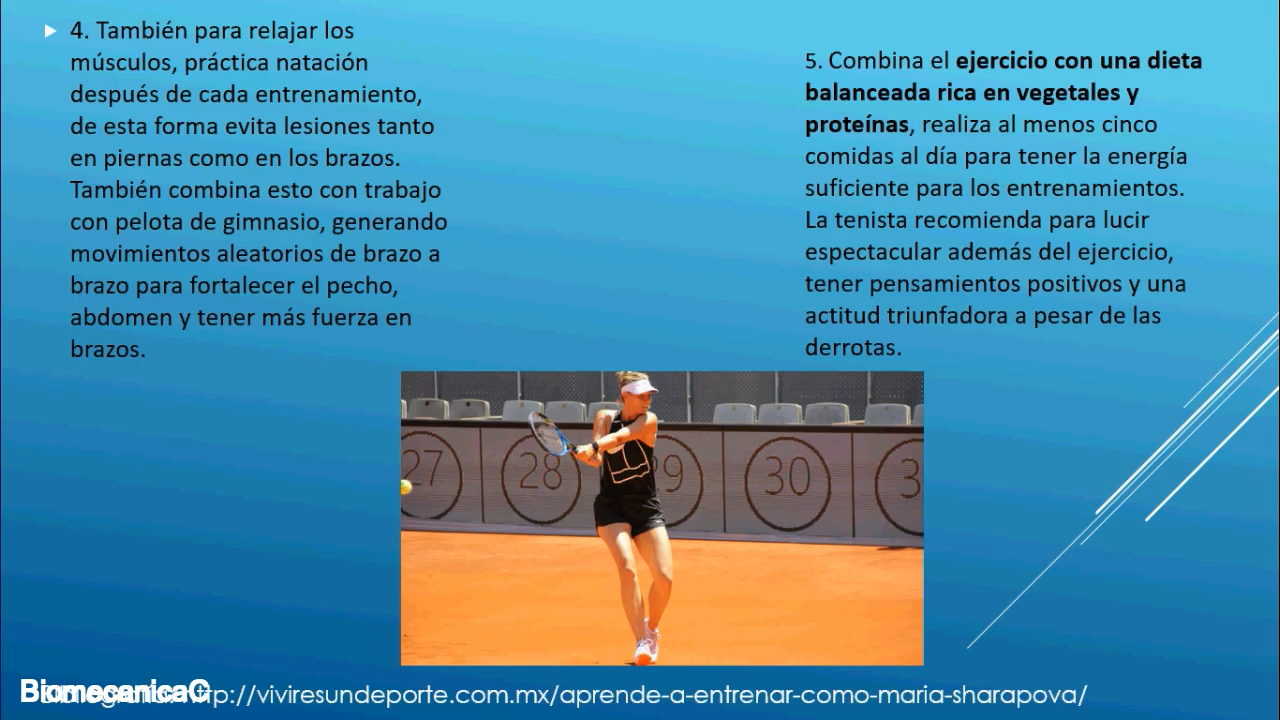 4. También para relajar los
músculos, práctica natación
después de cada entrenamiento,
de esta forma evita lesiones tanto
en piernas como en los brazos.
También combina esto con trabajo
con pelota de gimnasio, generando
movimientos aleatorios de brazo a
brazo para fortalecer el pecho,
abdomen y tener más fuerza en
brazos.
5. Combina el ejercicio con una dieta
balanceada rica en vegetales y
proteínas, realiza al menos cinco
comidas al día para tener la energía
suficiente para los entrenamientos.
La tenista recomienda para lucir
espectacular además del ejercicio,
tener pensamientos positivos y una
actitud triunfadora a pesar de las
derrotas.
27 28 29 30 3
BiomecanicaC
http://viviresundeporte.com.mx/aprende-a-entrenar-como-maria-sharapova/